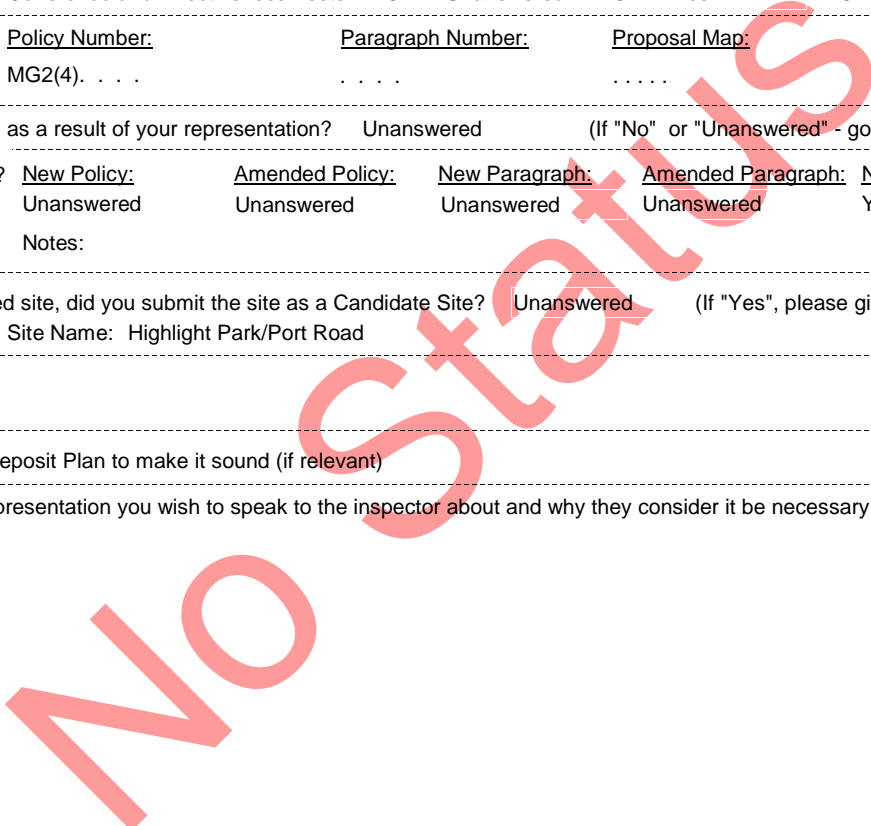 Policy Number: Paragraph Number: Proposal Map:
MG2(4). . . . . . . . . . . . .
as a result of your representation? Unanswered (If "No" or "Unanswered" - go
? New Policy: Amended Policy: New Paragraph: Amended Paragraph:
Unanswered Unanswered Unanswered Unanswered
Notes:
ed site, did you submit the site as a Candidate Site? Unanswered (If "Yes", please gi
Site Name: Highlight Park/Port Road
eposit Plan to make it sound (if relevant)
presentation you wish to speak to the inspector about and why they consider it be necessary
No Status